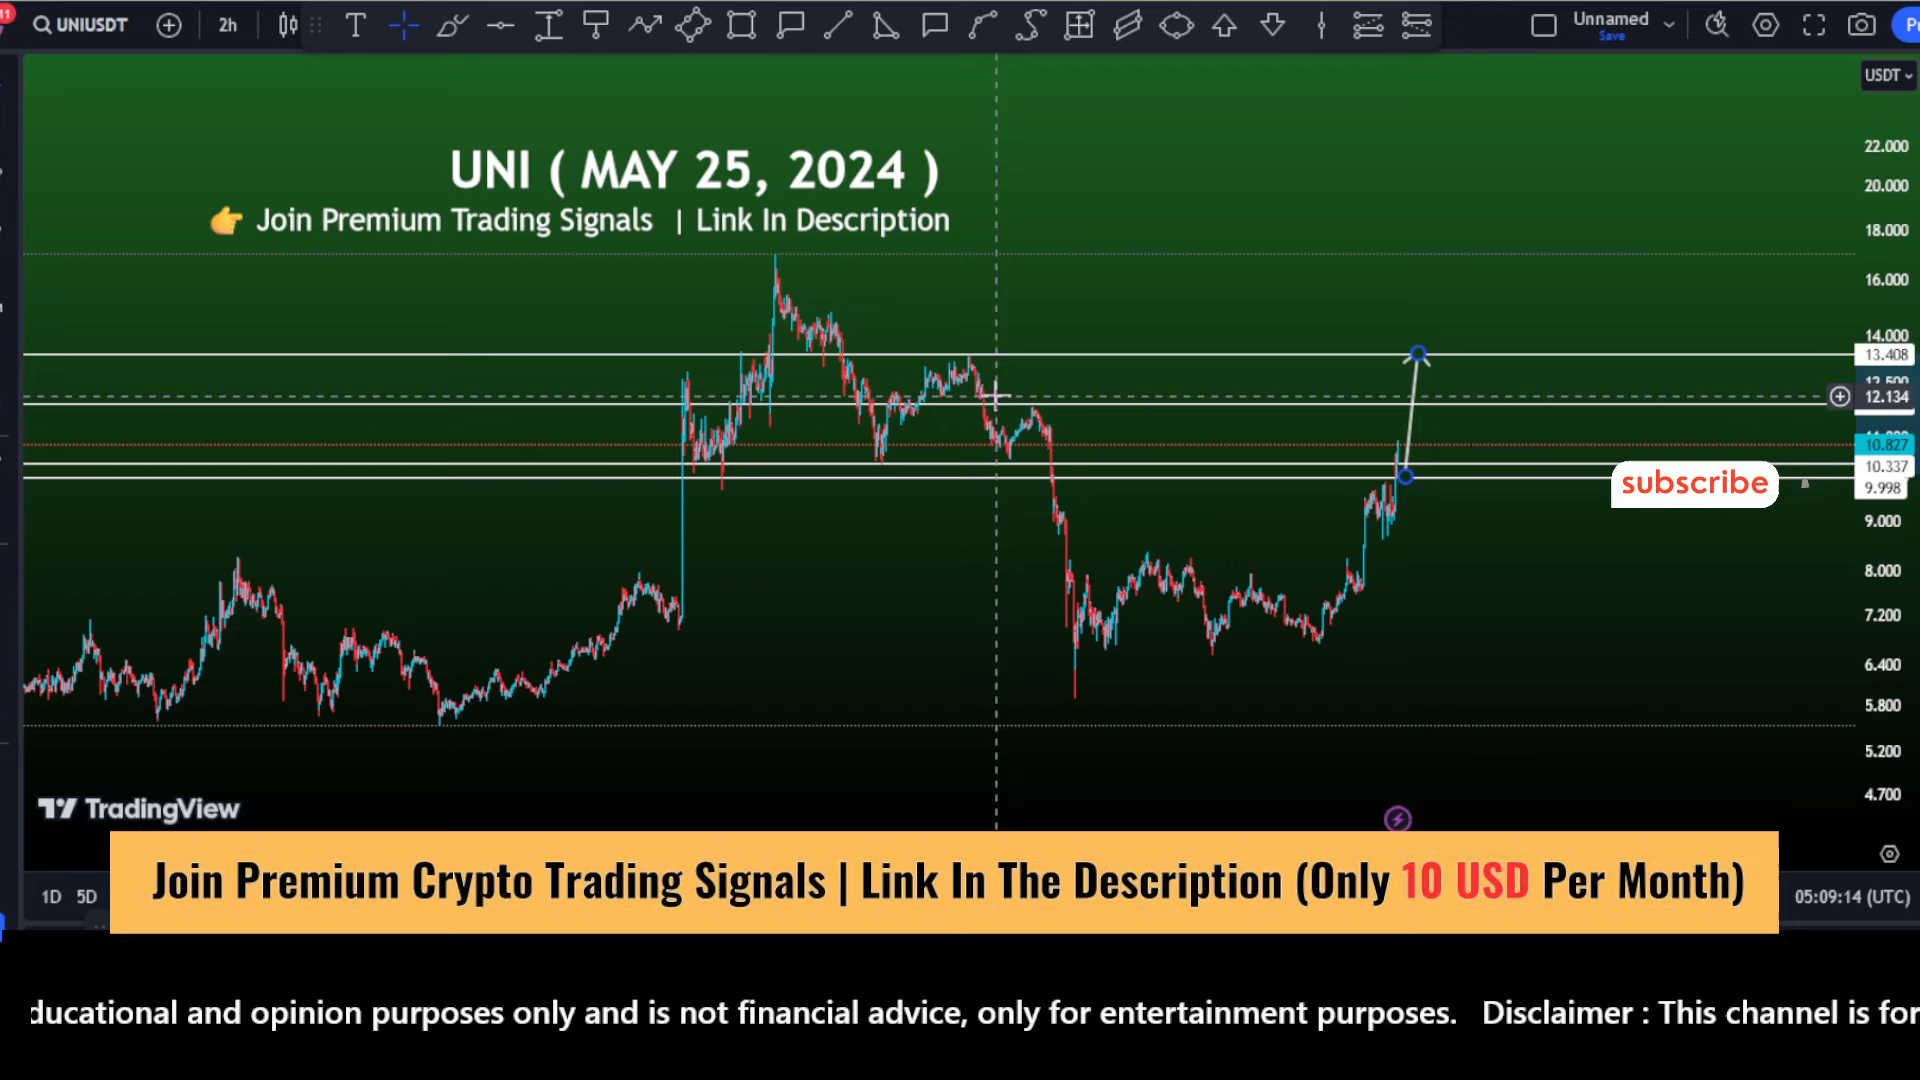 11
UNIUSDT
2h
Unnamed
Save
USDT
UNI ( MAY 25, 2024 )
👉 Join Premium Trading Signals | Link In Description
22.000
20.000
18.000
16.000
14.000
13.408
12.134
10.827
10.337
subscribe
9.998
9.000
8.000
7.200
6.400
5.800
5.200
4.700
TradingView
Join Premium Crypto Trading Signals | Link In The Description (Only 10 USD Per Month)
1D 5D
05:09:14 (UTC)
ducational and opinion purposes only and is not financial advice, only for entertainment purposes. Disclaimer : This channel is for